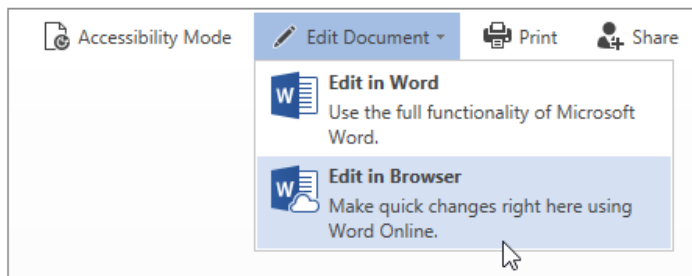 Accessibility Mode Edit Document Print Share
Edit in Word
Use the full functionality of Microsoft
Word.
Edit in Browser
Make quick changes right here using
Word Online.